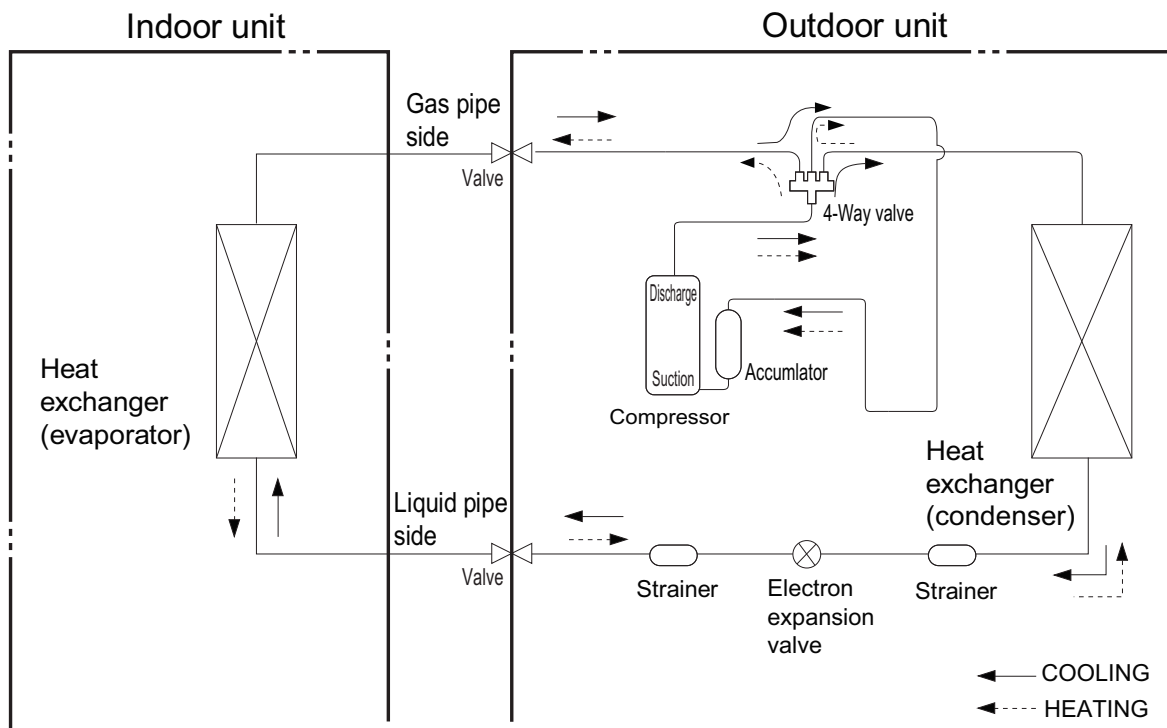 Indoor unit
Outdoor unit
Gas pipe
side
Valve
4-Way valve
Discharge
Suction
Accumlator
Compressor
Heat
exchanger
(evaporator)
Heat
exchanger
(condenser)
Liquid pipe
side
Valve
Strainer
Electron
expansion
valve
Strainer
COOLING
HEATING